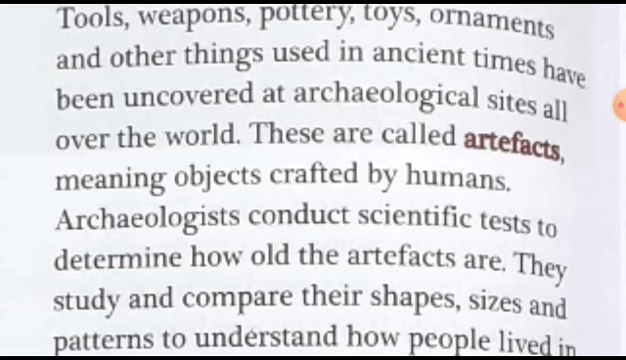 Tools, weapons, pottery, toys, ornaments
and other things used in ancient times have
been uncovered at archaeological sites all
over the world. These are called artefacts,
meaning objects crafted by humans.
Archaeologists conduct scientific tests to
determine how old the artefacts are. They
study and compare their shapes, sizes and
patterns to understand how people lived in